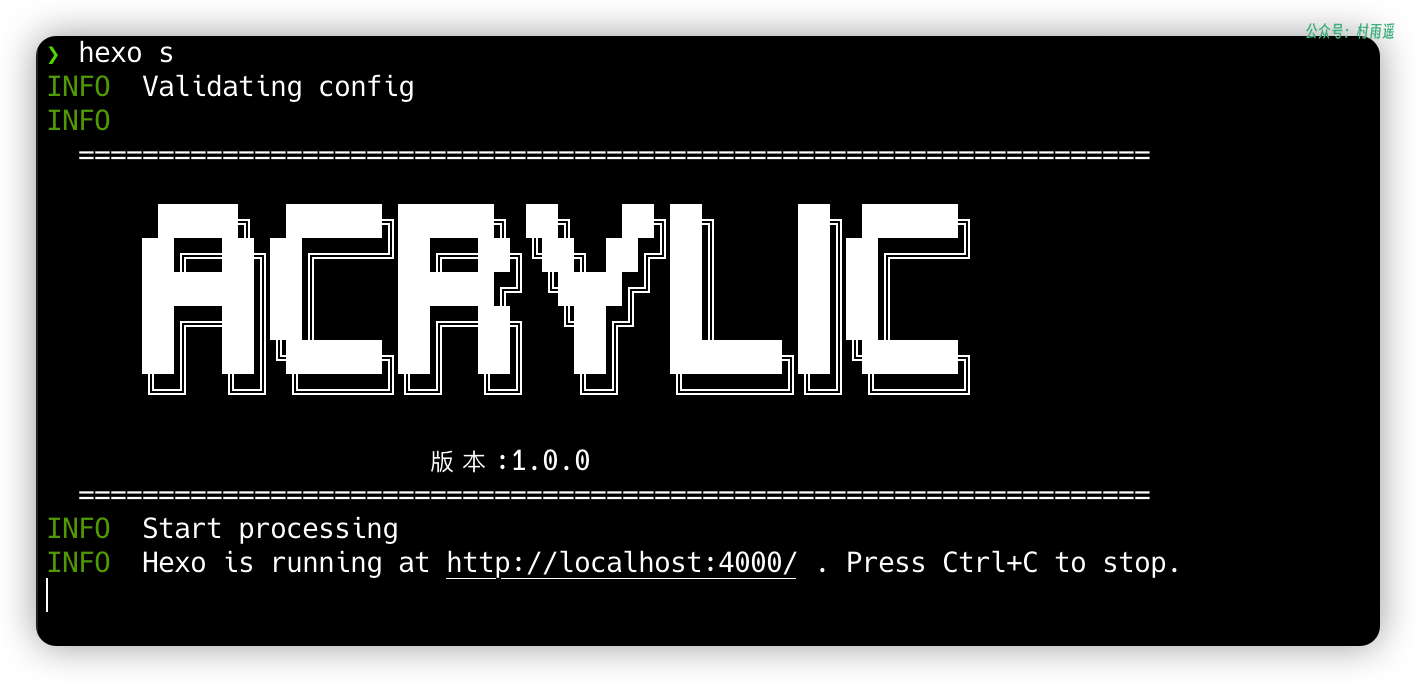 公众号：村雨遥
❯ hexo s
INFO  Validating config
INFO
===================================================================
ACRYLIC
版本:1.0.0
===================================================================
INFO  Start processing
INFO  Hexo is running at http://localhost:4000/ . Press Ctrl+C to stop.